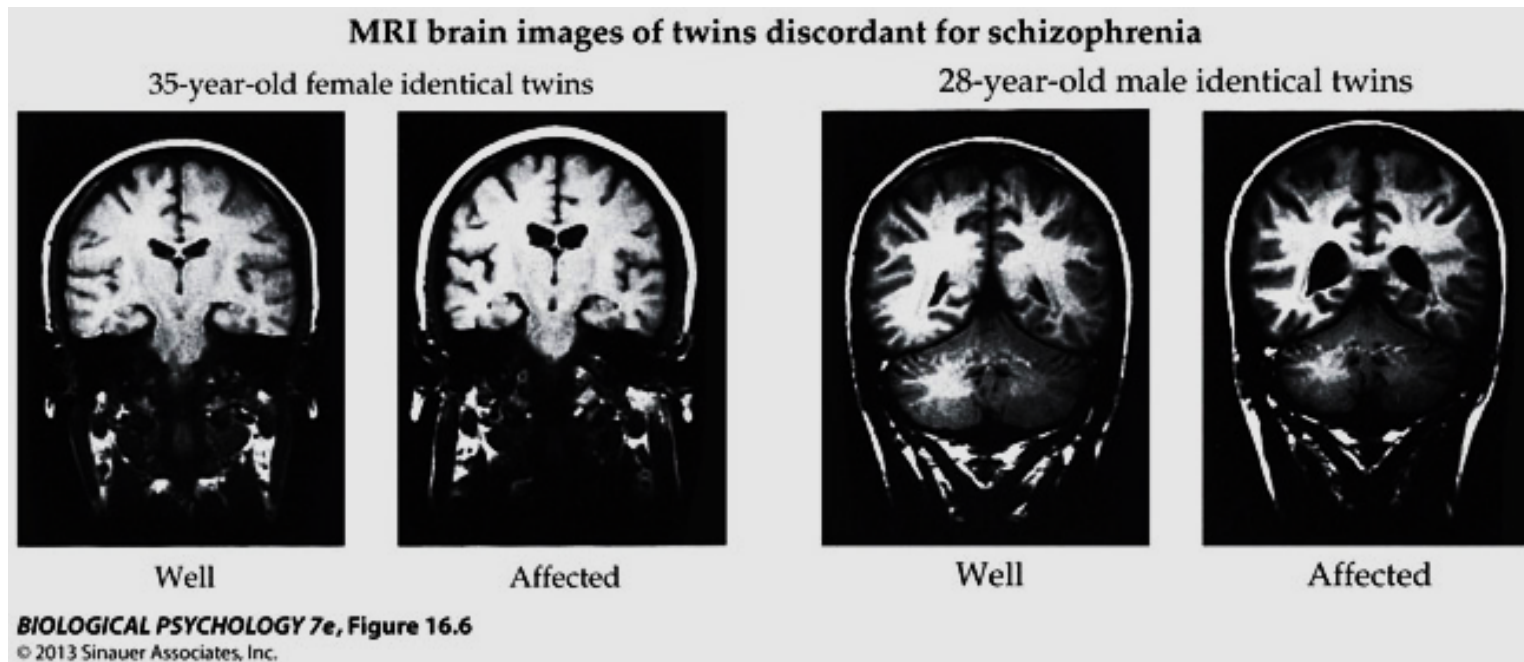 MRI brain images of twins discordant for schizophrenia
35-year-old female identical twins
28-year-old male identical twins
Well
Affected
Well
Affected
BIOLOGICAL PSYCHOLOGY 7e, Figure 16.6
© 2013 Sinauer Associates, Inc.